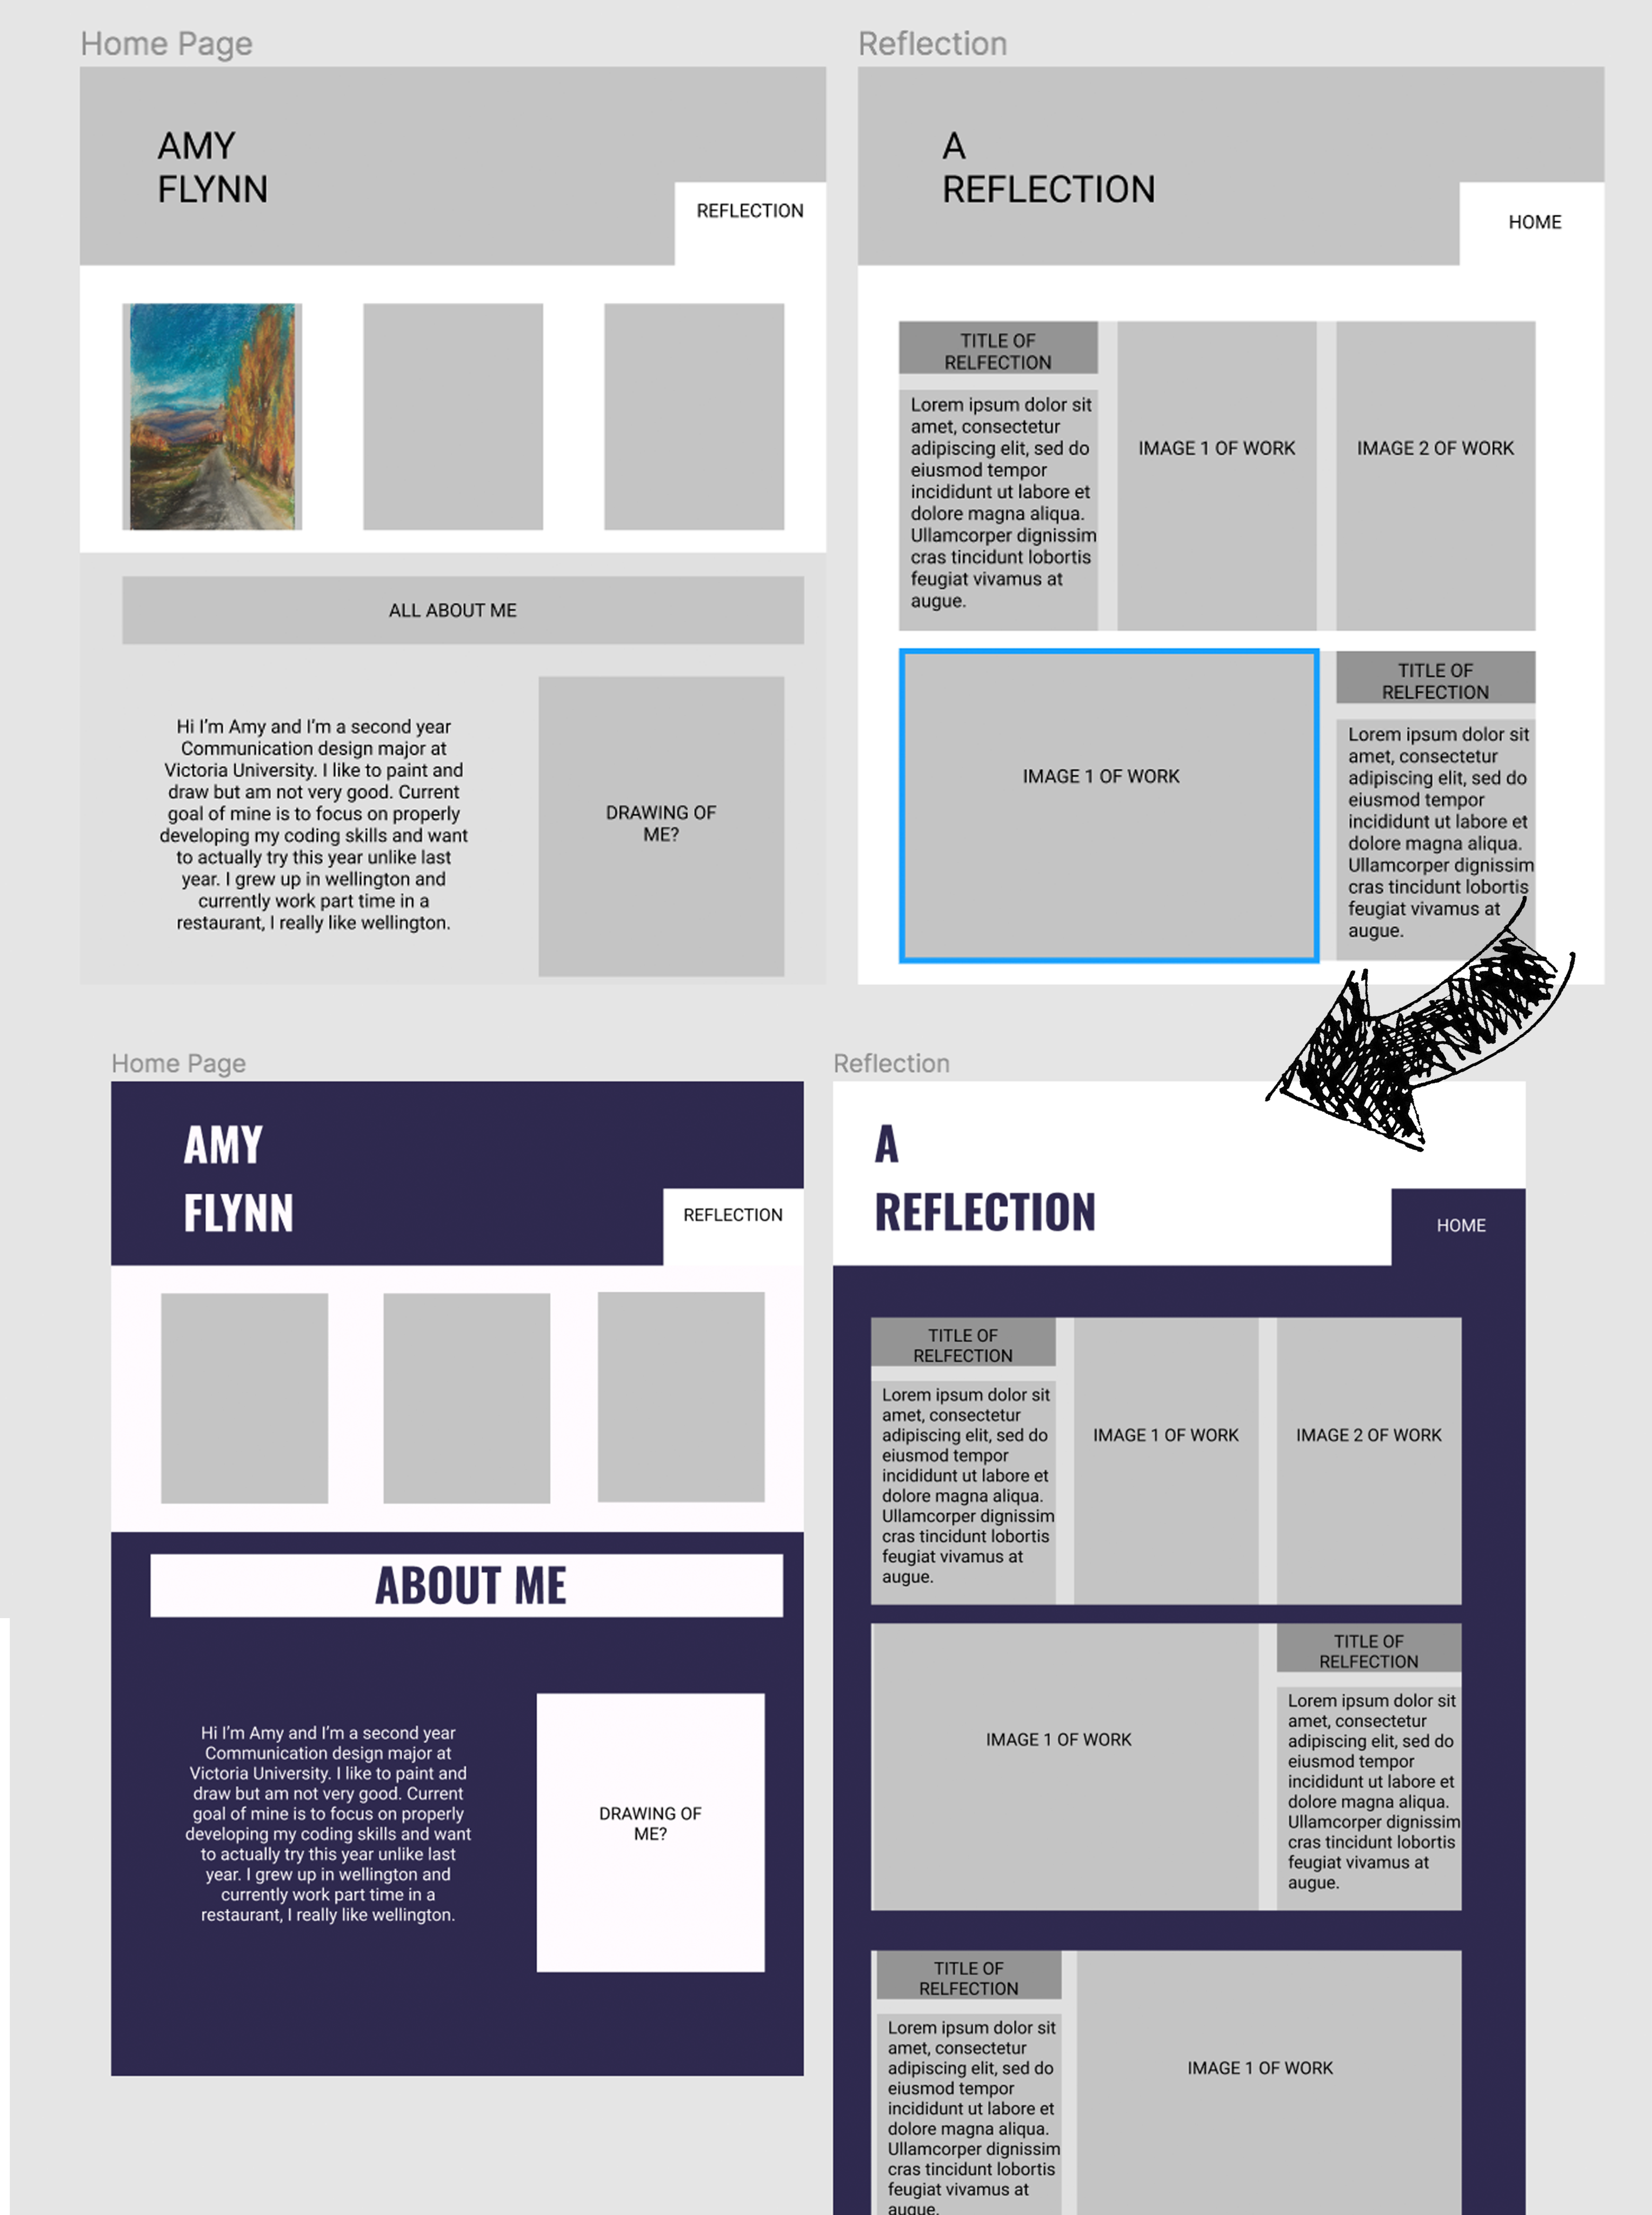 Home Page
AMY
FLYNN
REFLECTION
ALL ABOUT ME
Hi I'm Amy and I'm a second year
Communication design major at
Victoria University. I like to paint and
draw but am not very good. Current
goal of mine is to focus on properly
developing my coding skills and want
to actually try this year unlike last
year. I grew up in wellington and
currently work part time in a
restaurant, I really like wellington.
DRAWING OF
ME?
Reflection
A
REFLECTION
HOME
TITLE OF
RELFECTION
Lorem ipsum dolor sit
amet, consectetur
adipiscing elit, sed do
eiusmod tempor
incididunt ut labore et
dolore magna aliqua.
Ullamcorper dignissim
cras tincidunt lobortis
feugiat vivamus at
augue.
IMAGE 1 OF WORK
IMAGE 2 OF WORK
IMAGE 1 OF WORK
TITLE OF
RELFECTION
Lorem ipsum dolor sit
amet, consectetur
adipiscing elit, sed do
eiusmod tempor
incididunt ut labore et
dolore magna aliqua.
Ullamcorper dignissim
cras tincidunt lobortis
feugiat vivamus at
augue.
Home Page
AMY
FLYNN
REFLECTION
ABOUT ME
Hi I'm Amy and I'm a second year
Communication design major at
Victoria University. I like to paint and
draw but am not very good. Current
goal of mine is to focus on properly
developing my coding skills and want
to actually try this year unlike last
year. I grew up in wellington and
currently work part time in a
restaurant, I really like wellington.
DRAWING OF
ME?
Reflection
A
REFLECTION
HOME
TITLE OF
RELFECTION
Lorem ipsum dolor sit
amet, consectetur
adipiscing elit, sed do
eiusmod tempor
incididunt ut labore et
dolore magna aliqua.
Ullamcorper dignissim
cras tincidunt lobortis
feugiat vivamus at
augue.
IMAGE 1 OF WORK
IMAGE 2 OF WORK
IMAGE 1 OF WORK
TITLE OF
RELFECTION
Lorem ipsum dolor sit
amet, consectetur
adipiscing elit, sed do
eiusmod tempor
incididunt ut labore et
dolore magna aliqua.
Ullamcorper dignissim
cras tincidunt lobortis
feugiat vivamus at
augue.
TITLE OF
RELFECTION
Lorem ipsum dolor sit
amet, consectetur
adipiscing elit, sed do
eiusmod tempor
incididunt ut labore et
dolore magna aliqua.
Ullamcorper dignissim
cras tincidunt lobortis
feugiat vivamus at
augue.
IMAGE 1 OF WORK